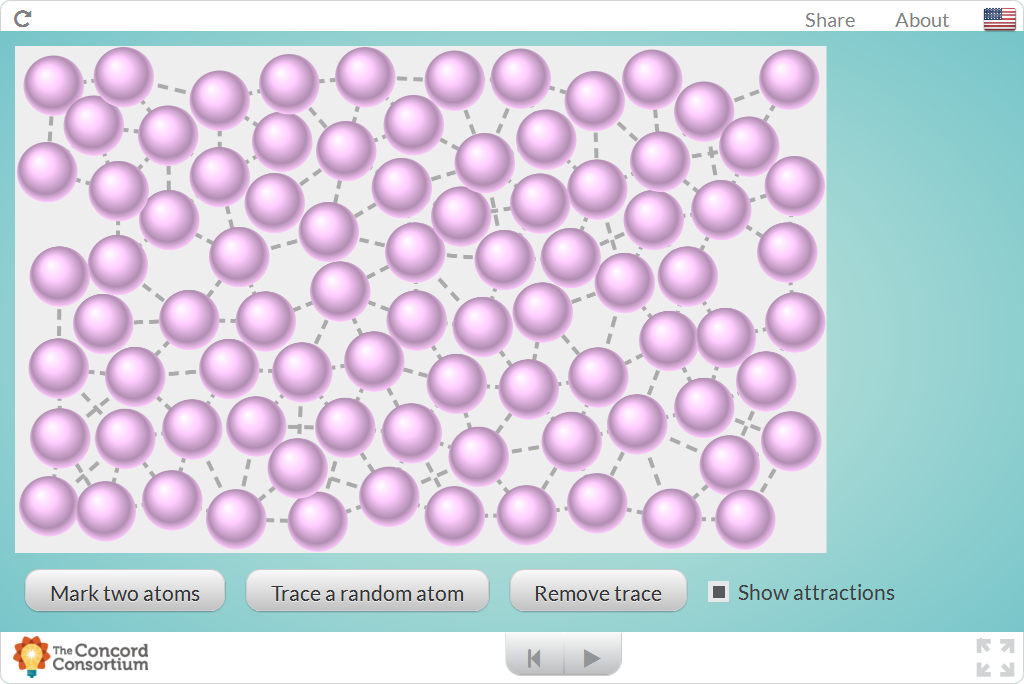 Share About
Mark two atoms Trace a random atom Remove trace Show attractions
The Concord
Consortium